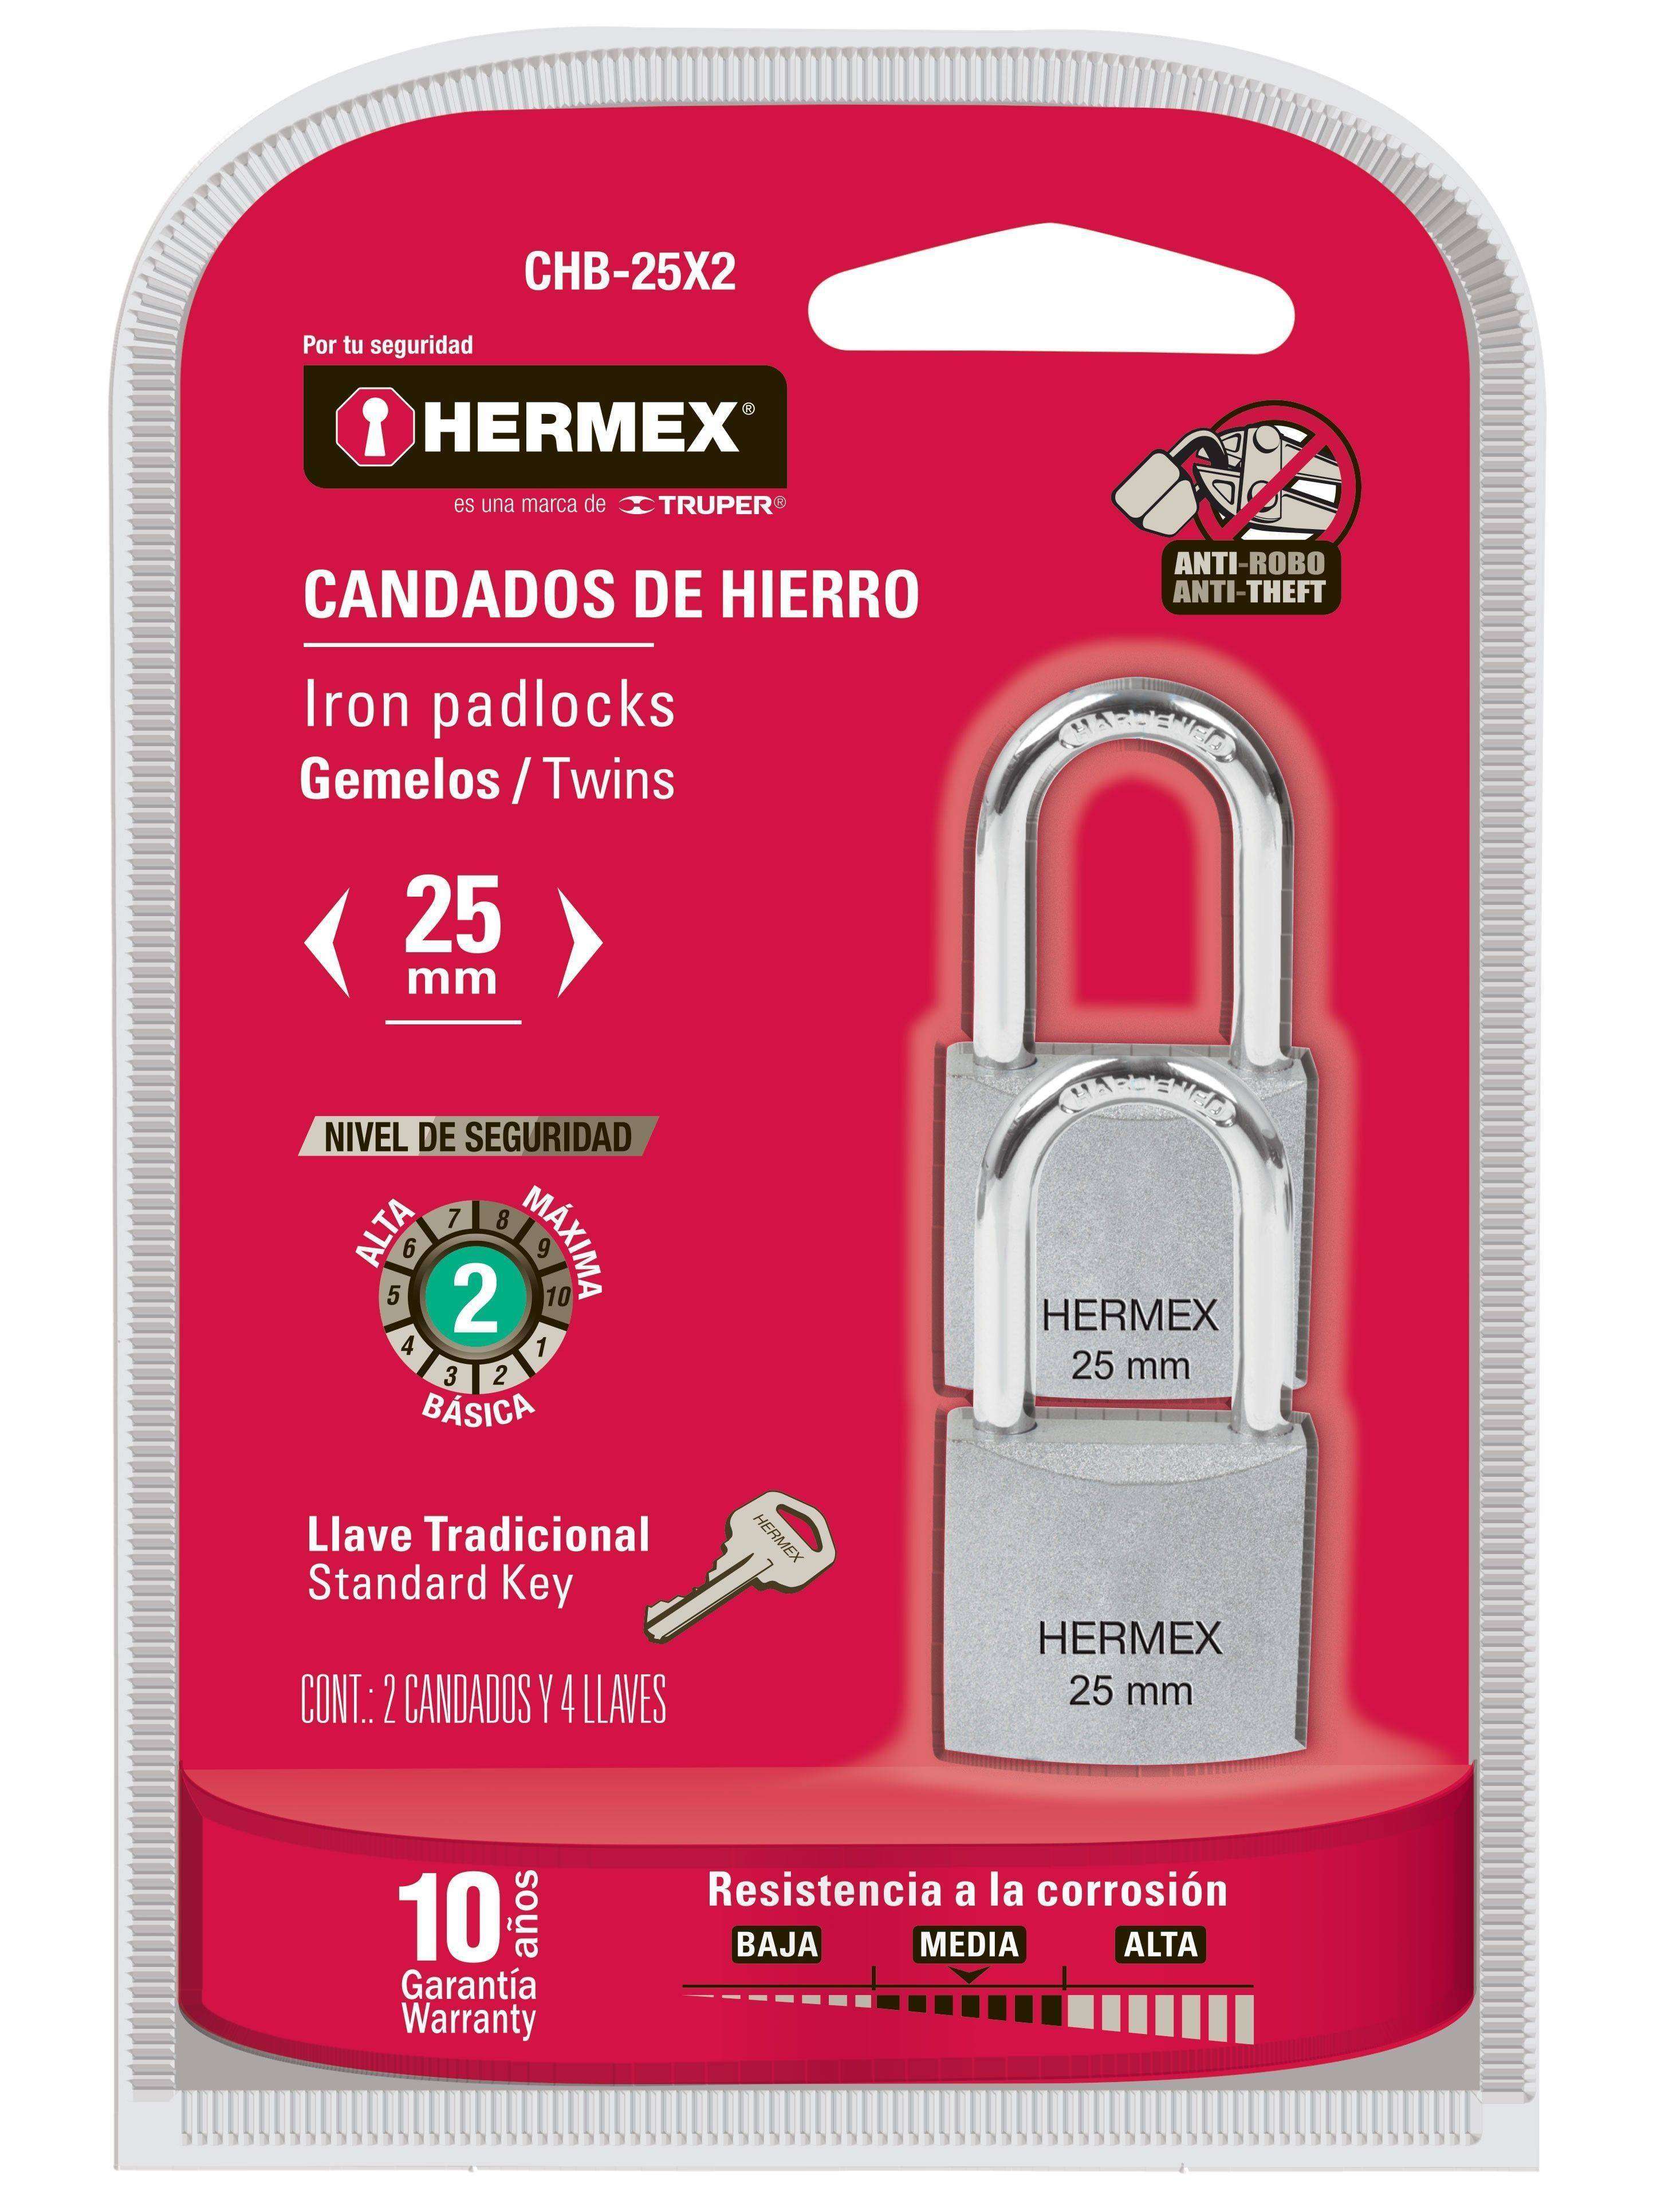 CHB-25X2
Por tu seguridad
HERMEX®
es una marca de TRUPER®
ANTI-ROBO
ANTI-THEFT
CANDADOS DE HIERRO
Iron padlocks
Gemelos / Twins
25
mm
HARDENED
NIVEL DE SEGURIDAD
ALTA
MÁXIMA
7 8
6 9
5 2 10
4 1
3 2
BÁSICA
HARDENED
HERMEX
25 mm
Llave Tradicional
Standard Key
HERMEX
CONT.: 2 CANDADOS Y 4 LLAVES
HERMEX
25 mm
10 años
Garantía
Warranty
Resistencia a la corrosión
BAJA MEDIA ALTA